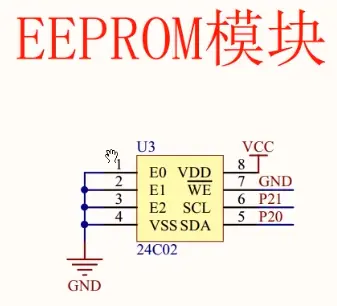 EEPROM模块
U3
VCC
1 E0 VDD 8
2 E1 WE 7 GND
3 E2 SCL 6 P21
4 VSS SDA 5 P20
24C02
GND